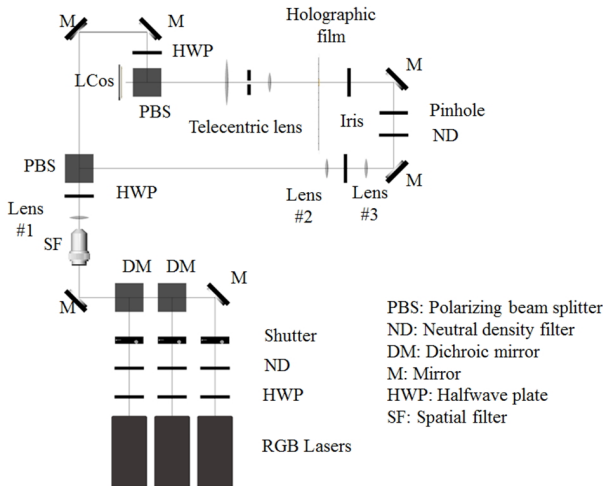 M
M
HWP
LCos
PBS
Telecentric lens
Holographic
film
Iris
M
Pinhole
ND
M
PBS
HWP
Lens
#1
SF
Lens
#2
Lens
#3
M
DM
DM
M
Shutter
ND
HWP
RGB Lasers
PBS: Polarizing beam splitter
ND: Neutral density filter
DM: Dichroic mirror
M: Mirror
HWP: Halfwave plate
SF: Spatial filter